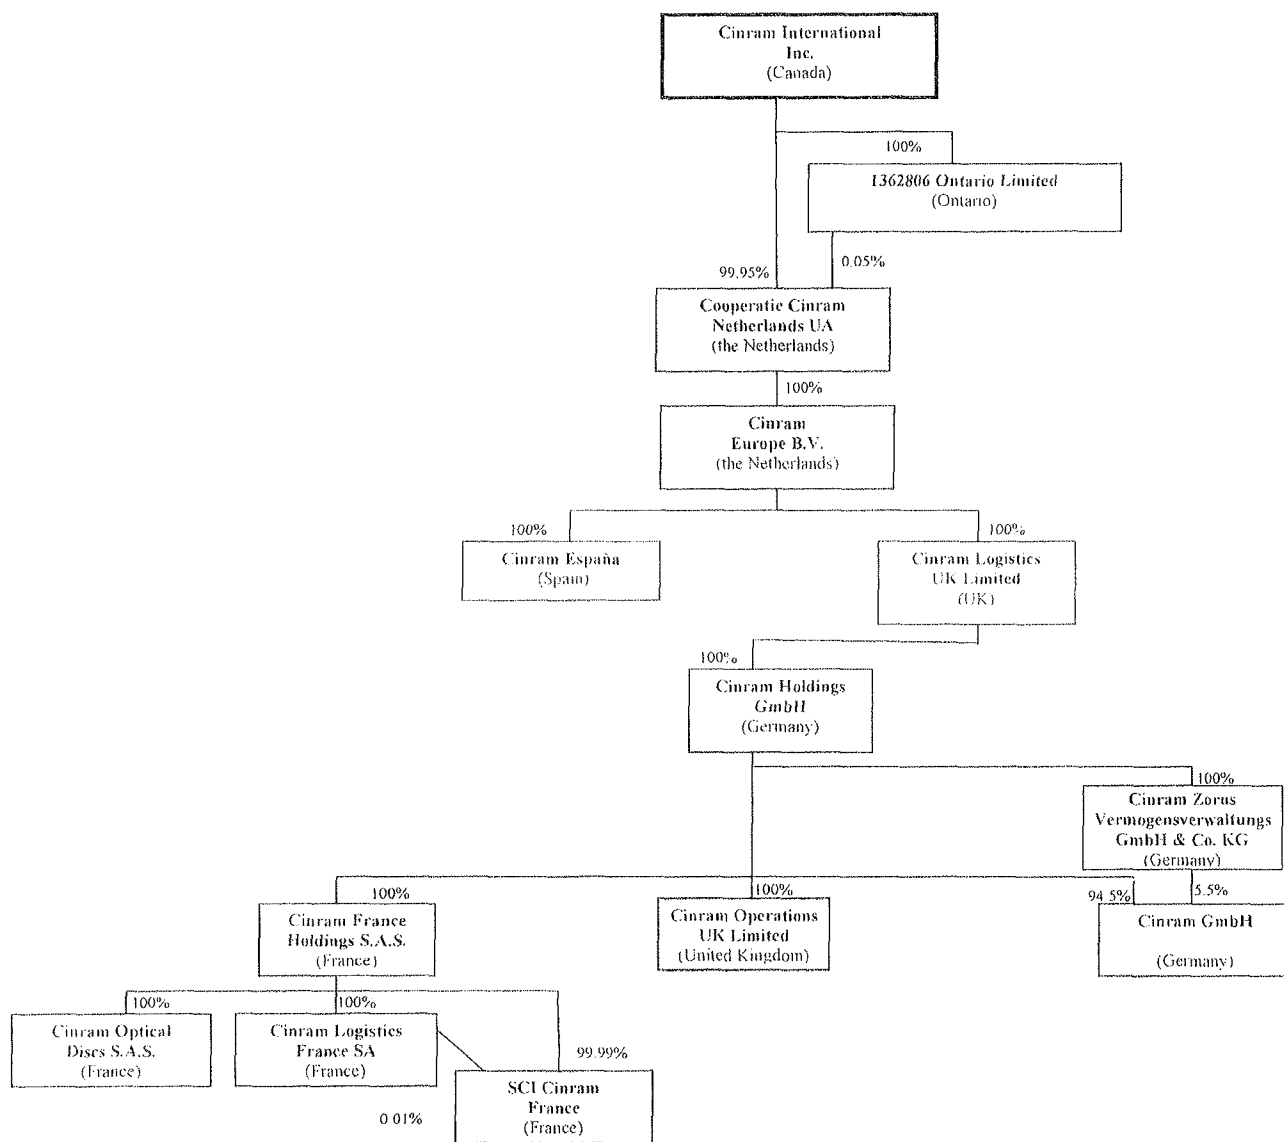 Cinram International
Inc.
(Canada)
100%
1362806 Ontario Limited
(Ontario)
99.95%
0.05%
Cooperatie Cinram
Netherlands UA
(the Netherlands)
100%
Cinram
Europe B.V.
(the Netherlands)
100%
100%
Cinram España
(Spain)
Cinram Logistics
UK Limited
(UK)
100%
Cinram Holdings
GmbH
(Germany)
100%
Cinram Zorus
Vermogensverwaltungs
GmbH & Co. KG
(Germany)
100%
100%
94.5%
5.5%
Cinram France
Holdings S.A.S.
(France)
Cinram Operations
UK Limited
(United Kingdom)
Cinram GmbH
(Germany)
100%
100%
99.99%
Cinram Optical
Discs S.A.S.
(France)
Cinram Logistics
France SA
(France)
0.01%
SCI Cinram
France
(France)